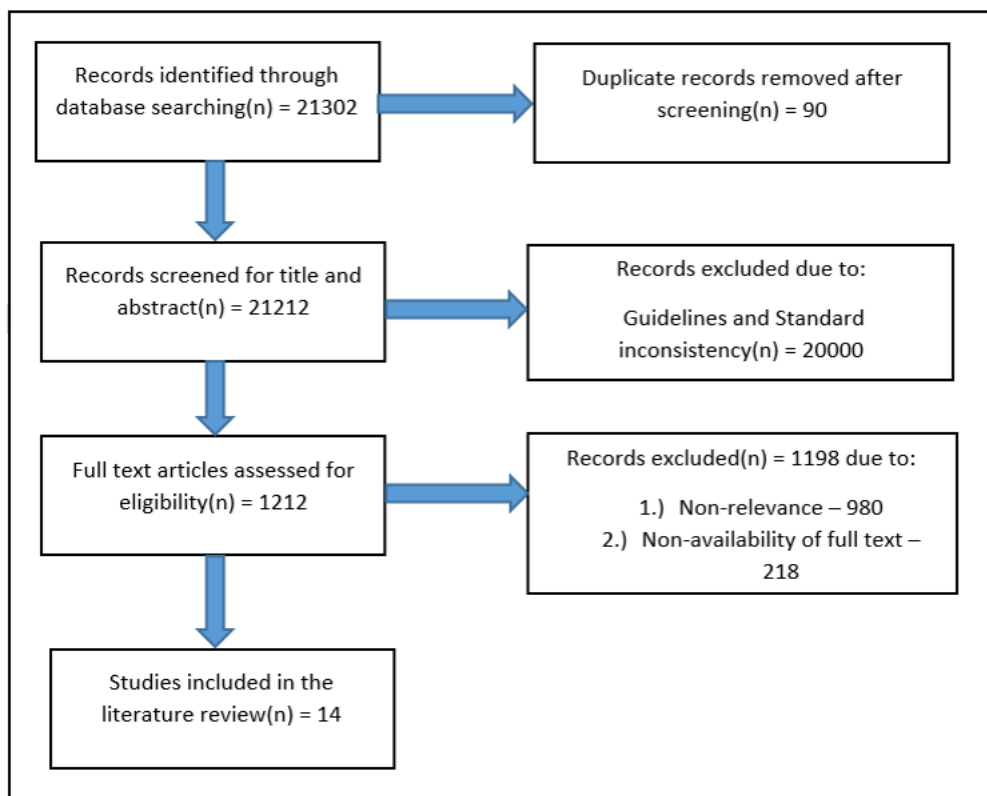 Records identified through
database searching(n) = 21302
Duplicate records removed after
screening(n) = 90
Records screened for title and
abstract(n) = 21212
Records excluded due to:
Guidelines and Standard
inconsistency(n) = 20000
Full text articles assessed for
eligibility(n) = 1212
Records excluded(n) = 1198 due to:
1.) Non-relevance – 980
2.) Non-availability of full text –
218
Studies included in the
literature review(n) = 14